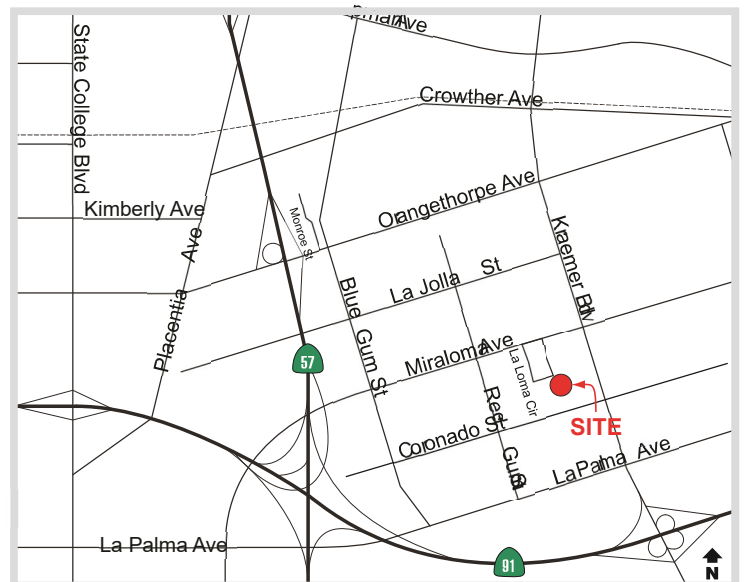 State College Blvd
Crowther Ave
Kimberly Ave
Placentia Ave
Monroe St
Orangethorpe Ave
Kraemer Blv
La Jolla St
Blue Gum St
57
Miraloma Ave
La Loma Cir
SITE
Red Gum
Coronado St
La Palma Ave
La Palma Ave
91
N